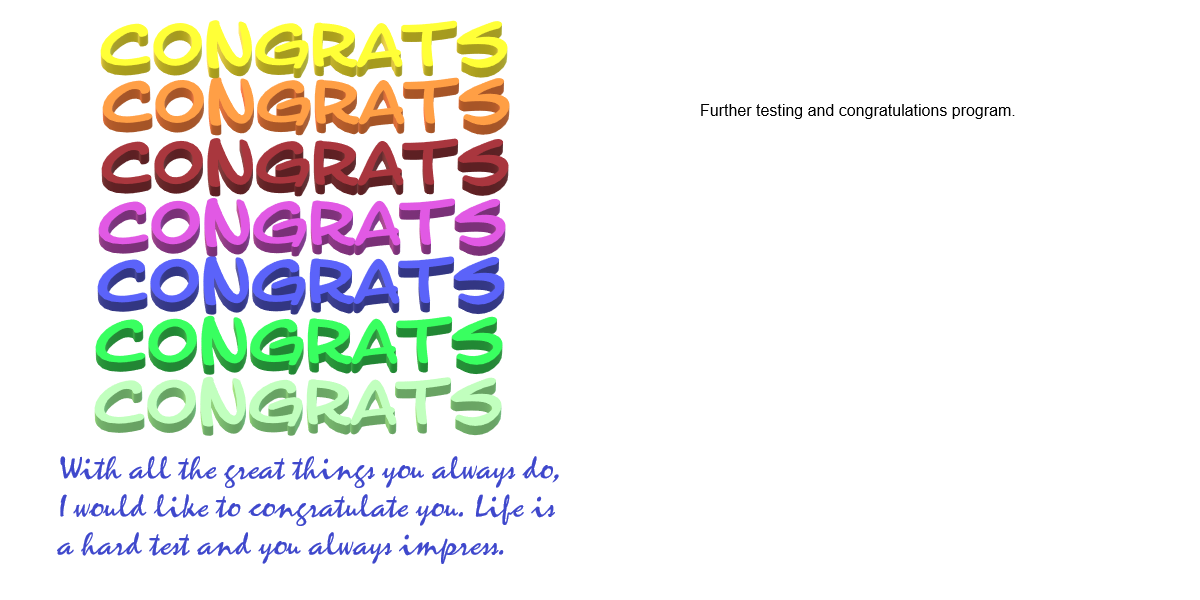 CONGRATS
CONGRATS
CONGRATS
CONGRATS
CONGRATS
CONGRATS
CONGRATS
With all the great things you always do,
I would like to congratulate you. Life is
a hard test and you always impress.
Further testing and congratulations program.